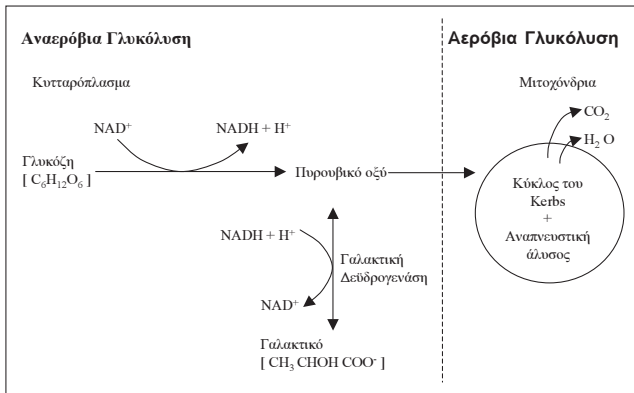 Αναερόβια Γλυκόλυση
Αερόβια Γλυκόλυση
Κυτταρόπλασμα
Μιτοχόνδρια
CO₂
NAD⁺
NADH + H⁺
H₂ O
Γλυκόζη
[ C₆H₁₂O₆ ]
Πυρουβικό οξύ
Κύκλος του
Kerbs
+
Αναπνευστική
άλυσος
NADH + H⁺
Γαλακτική
Δεϋδρογενάση
NAD⁺
Γαλακτικό
[ CH₃ CHOH COO⁻ ]